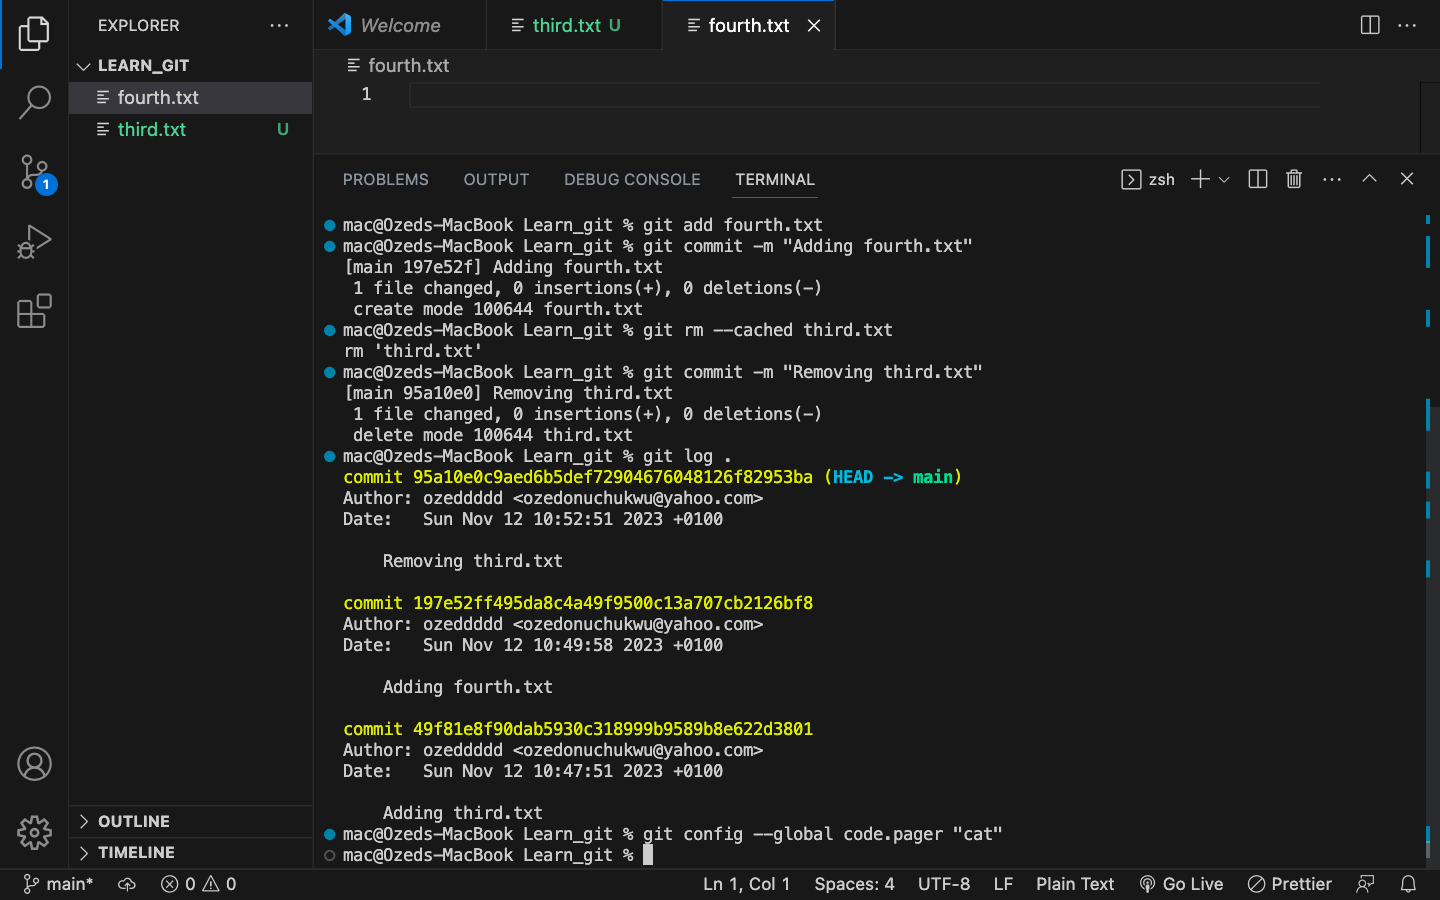 EXPLORER
Welcome
third.txt U
fourth.txt
LEARN_GIT
fourth.txt
fourth.txt
1
third.txt U
1
PROBLEMS OUTPUT DEBUG CONSOLE TERMINAL
zsh
mac@Ozeds-MacBook Learn_git % git add fourth.txt
mac@Ozeds-MacBook Learn_git % git commit -m "Adding fourth.txt"
[main 197e52f] Adding fourth.txt
1 file changed, 0 insertions(+), 0 deletions(-)
create mode 100644 fourth.txt
mac@Ozeds-MacBook Learn_git % git rm --cached third.txt
rm 'third.txt'
mac@Ozeds-MacBook Learn_git % git commit -m "Removing third.txt"
[main 95a10e0] Removing third.txt
1 file changed, 0 insertions(+), 0 deletions(-)
delete mode 100644 third.txt
mac@Ozeds-MacBook Learn_git % git log .
commit 95a10e0c9aed6b5def72904676048126f82953ba (HEAD -> main)
Author: ozeddddd <ozedonuchukwu@yahoo.com>
Date:   Sun Nov 12 10:52:51 2023 +0100
Removing third.txt
commit 197e52ff495da8c4a49f9500c13a707cb2126bf8
Author: ozeddddd <ozedonuchukwu@yahoo.com>
Date:   Sun Nov 12 10:49:58 2023 +0100
Adding fourth.txt
commit 49f81e8f90dab5930c318999b9589b8e622d3801
Author: ozeddddd <ozedonuchukwu@yahoo.com>
Date:   Sun Nov 12 10:47:51 2023 +0100
Adding third.txt
mac@Ozeds-MacBook Learn_git % git config --global code.pager "cat"
mac@Ozeds-MacBook Learn_git %
OUTLINE
TIMELINE
main* 0 0 Ln 1, Col 1 Spaces: 4 UTF-8 LF Plain Text Go Live Prettier